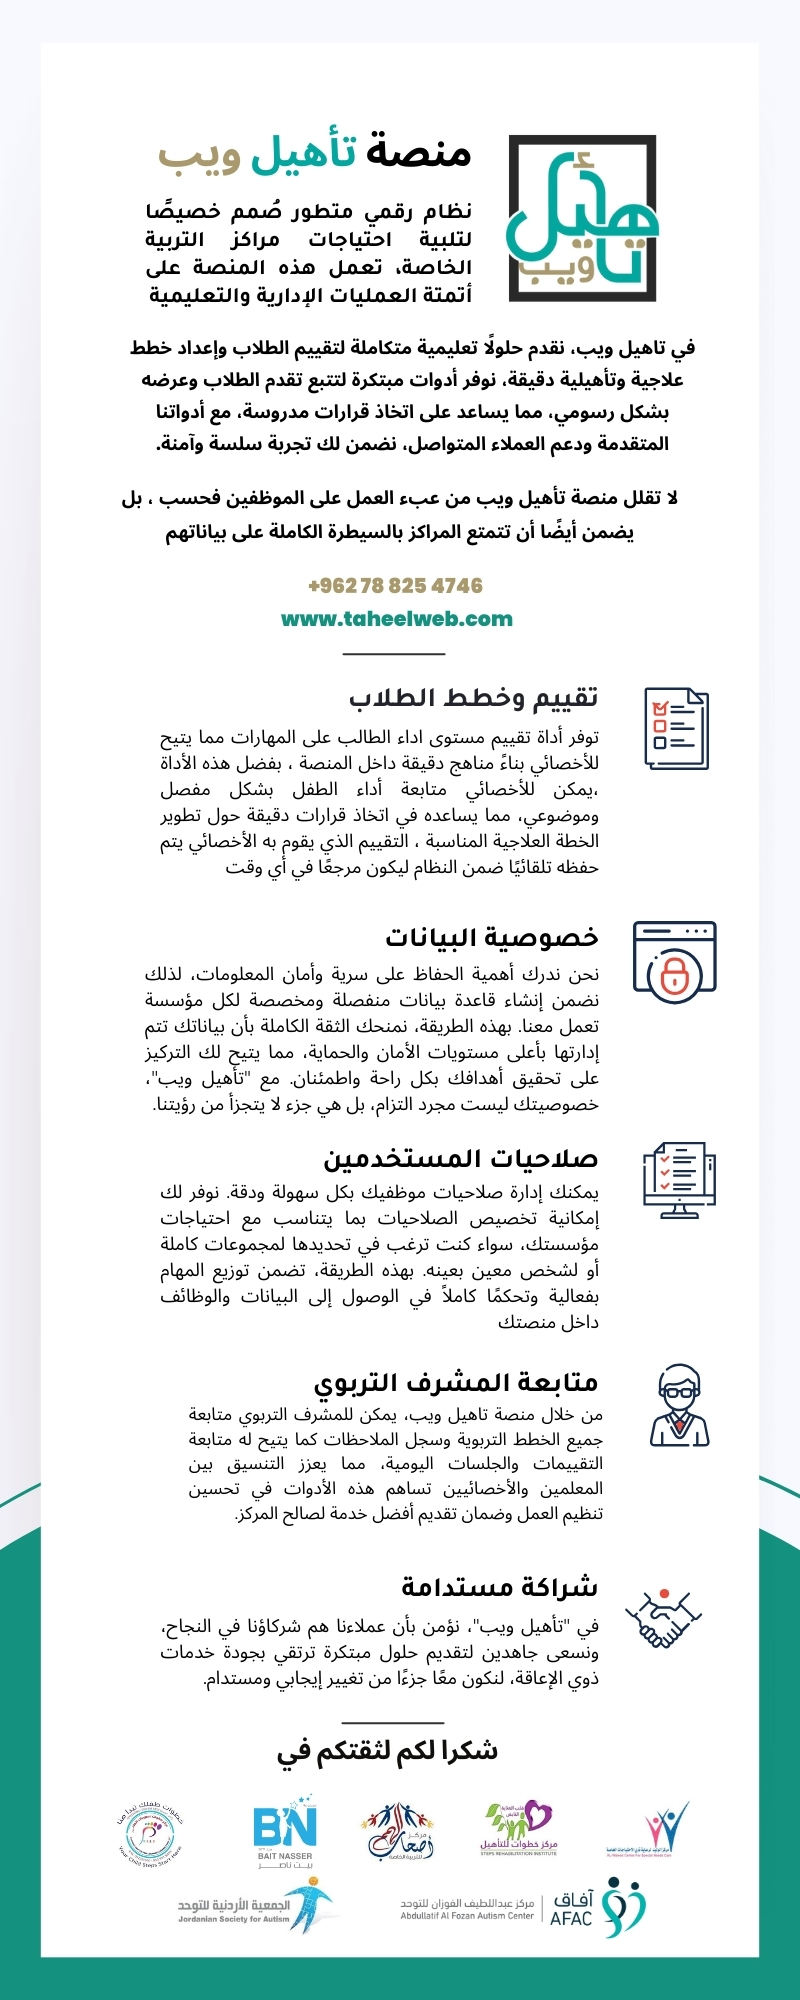 منصة تأهيل ويب
تأهيل
ويب
نظام رقمي متطور صُمم خصيصًا
لتلبية احتياجات مراكز التربية
الخاصة، تعمل هذه المنصة على
أتمتة العمليات الإدارية والتعليمية
في تاهيل ويب، نقدم حلولًا تعليمية متكاملة لتقييم الطلاب وإعداد خطط
علاجية وتأهيلية دقيقة، نوفر أدوات مبتكرة لتتبع تقدم الطلاب وعرضه
بشكل رسومي، مما يساعد على اتخاذ قرارات مدروسة، مع أدواتنا
المتقدمة ودعم العملاء المتواصل، نضمن لك تجربة سلسة وآمنة.
لا تقلل منصة تأهيل ويب من عبء العمل على الموظفين فحسب ، بل
يضمن أيضًا أن تتمتع المراكز بالسيطرة الكاملة على بياناتهم
+962 78 825 4746
www.taheelweb.com
تقييم وخطط الطلاب
توفر أداة تقييم مستوى اداء الطالب على المهارات مما يتيح
للأخصائي بناءً مناهج دقيقة داخل المنصة ، بفضل هذه الأداة
،يمكن للأخصائي متابعة أداء الطفل بشكل مفصل
وموضوعي، مما يساعده في اتخاذ قرارات دقيقة حول تطوير
الخطة العلاجية المناسبة ، التقييم الذي يقوم به الأخصائي يتم
حفظه تلقائيًا ضمن النظام ليكون مرجعًا في أي وقت
خصوصية البيانات
نحن ندرك أهمية الحفاظ على سرية وأمان المعلومات، لذلك
نضمن إنشاء قاعدة بيانات منفصلة ومخصصة لكل مؤسسة
تعمل معنا. بهذه الطريقة، نمنحك الثقة الكاملة بأن بياناتك تتم
إدارتها بأعلى مستويات الأمان والحماية، مما يتيح لك التركيز
على تحقيق أهدافك بكل راحة واطمئنان. مع "تأهيل ويب"،
خصوصيتك ليست مجرد التزام، بل هي جزء لا يتجزأ من رؤيتنا.
صلاحيات المستخدمين
يمكنك إدارة صلاحيات موظفيك بكل سهولة ودقة. نوفر لك
إمكانية تخصيص الصلاحيات بما يتناسب مع احتياجات
مؤسستك، سواء كنت ترغب في تحديدها لمجموعات كاملة
أو لشخص معين بعينه. بهذه الطريقة، تضمن توزيع المهام
بفعالية وتحكمًا كاملاً في الوصول إلى البيانات والوظائف
داخل منصتك
متابعة المشرف التربوي
من خلال منصة تاهيل ويب، يمكن للمشرف التربوي متابعة
جميع الخطط التربوية وسجل الملاحظات كما يتيح له متابعة
التقييمات والجلسات اليومية، مما يعزز التنسيق بين
المعلمين والأخصائيين تساهم هذه الأدوات في تحسين
تنظيم العمل وضمان تقديم أفضل خدمة لصالح المركز.
شراكة مستدامة
في "تأهيل ويب"، نؤمن بأن عملاءنا هم شركاؤنا في النجاح،
ونسعى جاهدين لتقديم حلول مبتكرة ترتقي بجودة خدمات
ذوي الإعاقة، لنكون معًا جزءًا من تغيير إيجابي ومستدام.
شكرا لكم لثقتكم في
مركز خطوات للتأهيل
STEPS REHABILITATION INSTITUTE
مركز
أصحاب الهمم
للتربية الخاصة
BN
BAIT NASSER
بيت ناصر
خطوات طفلك تبدأ هنا
Your Child Steps Start Here
آفاق
AFAC
مركز عبداللطيف الفوزان للتوحد
Abdullatif Al Fozan Autism Center
الجمعية الأردنية للتوحد
Jordanian Society for Autism